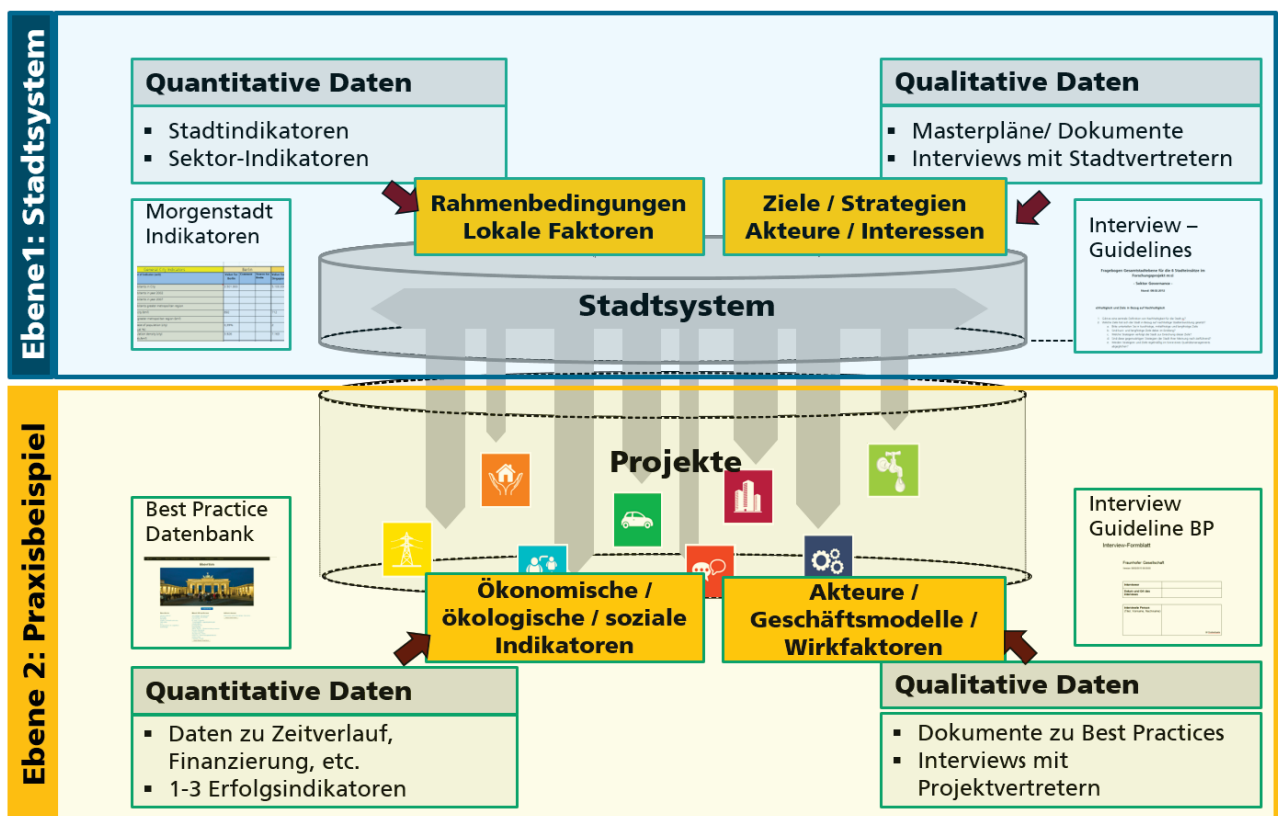 Ebene1: Stadtsystem
Quantitative Daten
▪ Stadtindikatoren
▪ Sektor-Indikatoren
Qualitative Daten
▪ Masterpläne/ Dokumente
▪ Interviews mit Stadtvertretern
Rahmenbedingungen
Lokale Faktoren
Ziele / Strategien
Akteure / Interessen
Morgenstadt
Indikatoren
Interview –
Guidelines
Stadtsystem
Ebene 2: Praxisbeispiel
Projekte
Best Practice
Datenbank
Interview
Guideline BP
Interview-Formblatt
Ökonomische /
ökologische / soziale
Indikatoren
Akteure /
Geschäftsmodelle /
Wirkfaktoren
Quantitative Daten
▪ Daten zu Zeitverlauf,
Finanzierung, etc.
▪ 1-3 Erfolgsindikatoren
Qualitative Daten
▪ Dokumente zu Best Practices
▪ Interviews mit
Projektvertretern